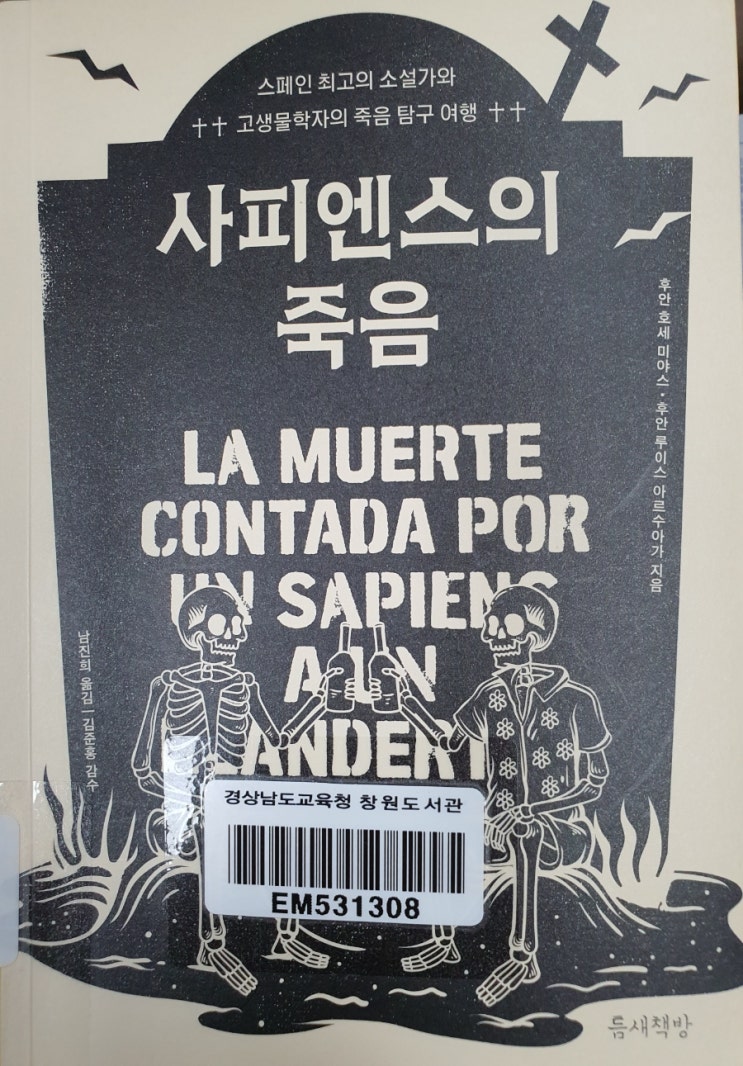 스페인 최고의 소설가와
†† 고생물학자의 죽음 탐구 여행 ††
사피엔스의
죽음
후안 호세 미야스 · 후안 루이스 아르수아가 지음
LA MUERTE
CONTADA POR
UN SAPIENS
A UN
ANDERT
남진희 옮김 | 김준홍 감수
경상남도교육청 창원도서관
EM531308
틈새책방